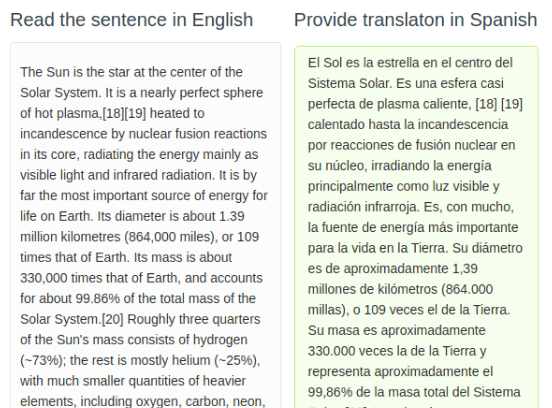 Read the sentence in English
The Sun is the star at the center of the
Solar System. It is a nearly perfect sphere
of hot plasma,[18][19] heated to
incandescence by nuclear fusion reactions
in its core, radiating the energy mainly as
visible light and infrared radiation. It is by
far the most important source of energy for
life on Earth. Its diameter is about 1.39
million kilometres (864,000 miles), or 109
times that of Earth. Its mass is about
330,000 times that of Earth, and accounts
for about 99.86% of the total mass of the
Solar System.[20] Roughly three quarters
of the Sun's mass consists of hydrogen
(~73%); the rest is mostly helium (~25%),
with much smaller quantities of heavier
elements, including oxygen, carbon, neon,
Provide translaton in Spanish
El Sol es la estrella en el centro del
Sistema Solar. Es una esfera casi
perfecta de plasma caliente, [18] [19]
calentado hasta la incandescencia
por reacciones de fusión nuclear en
su núcleo, irradiando la energía
principalmente como luz visible y
radiación infrarroja. Es, con mucho,
la fuente de energía más importante
para la vida en la Tierra. Su diámetro
es de aproximadamente 1,39
millones de kilómetros (864.000
millas), o 109 veces el de la Tierra.
Su masa es aproximadamente
330.000 veces la de la Tierra y
representa aproximadamente el
99,86% de la masa total del Sistema